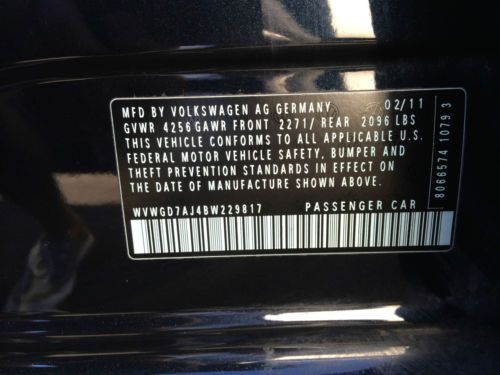 MFD BY VOLKSWAGEN AG GERMANY 02/11
GVWR 4256 GAWR FRONT 2271/ REAR 2096 LBS
THIS VEHICLE CONFORMS TO ALL APPLICABLE U.S.
FEDERAL MOTOR VEHICLE SAFETY, BUMPER AND
THEFT PREVENTION STANDARDS IN EFFECT ON
THE DATE OF MANUFACTURE SHOWN ABOVE.
WVWGD7AJ4BW229817 PASSENGER CAR
8066574 1079 3